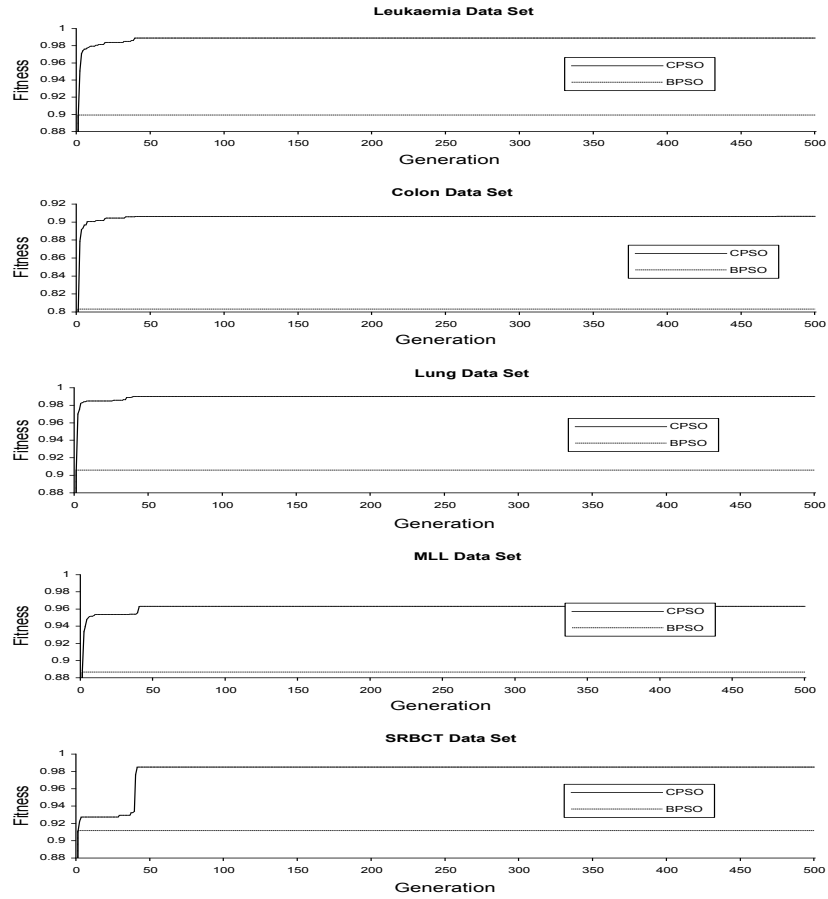 Leukaemia Data Set
1
0.98
0.96
0.94
0.92
0.9
0.88
Fitness
CPSO
BPSO
0 50 100 150 200 250 300 350 400 450 500
Generation
Colon Data Set
0.92
0.9
0.88
0.86
0.84
0.82
0.8
Fitness
CPSO
BPSO
0 50 100 150 200 250 300 350 400 450 500
Generation
Lung Data Set
1
0.98
0.96
0.94
0.92
0.9
0.88
Fitness
CPSO
BPSO
0 50 100 150 200 250 300 350 400 450 500
Generation
MLL Data Set
1
0.98
0.96
0.94
0.92
0.9
0.88
Fitness
CPSO
BPSO
0 50 100 150 200 250 300 350 400 450 500
Generation
SRBCT Data Set
1
0.98
0.96
0.94
0.92
0.9
0.88
Fitness
CPSO
BPSO
0 50 100 150 200 250 300 350 400 450 500
Generation